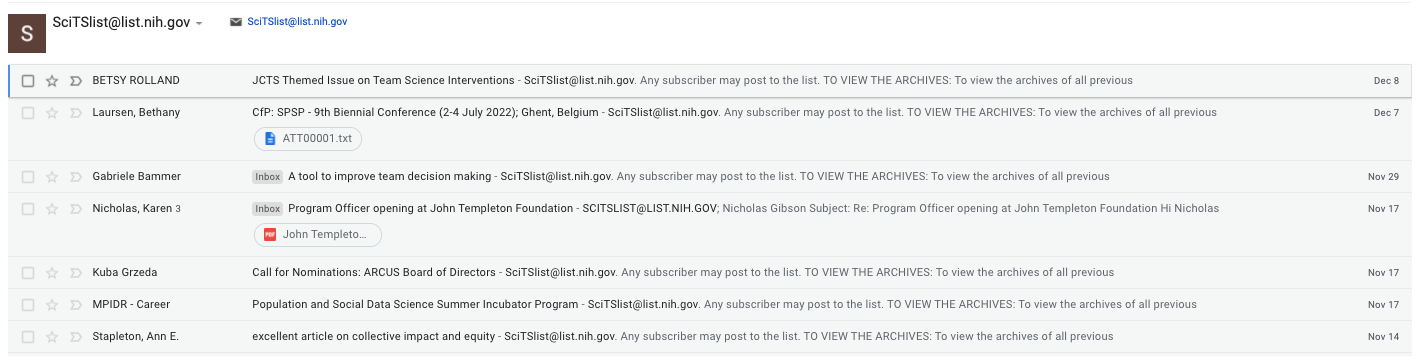 S SciTSlist@list.nih.gov SciTSlist@list.nih.gov
BETSY ROLLAND JCTS Themed Issue on Team Science Interventions - SciTSlist@list.nih.gov. Any subscriber may post to the list. TO VIEW THE ARCHIVES: To view the archives of all previous Dec 8
Laursen, Bethany CfP: SPSP - 9th Biennial Conference (2-4 July 2022); Ghent, Belgium - SciTSlist@list.nih.gov. Any subscriber may post to the list. TO VIEW THE ARCHIVES: To view the archives of all previous Dec 7
ATT00001.txt
Gabriele Bammer Inbox A tool to improve team decision making - SciTSlist@list.nih.gov. Any subscriber may post to the list. TO VIEW THE ARCHIVES: To view the archives of all previous Nov 29
Nicholas, Karen 3 Inbox Program Officer opening at John Templeton Foundation - SCITSLIST@LIST.NIH.GOV; Nicholas Gibson Subject: Re: Program Officer opening at John Templeton Foundation Hi Nicholas Nov 17
PDF John Templeto...
Kuba Grzeda Call for Nominations: ARCUS Board of Directors - SciTSlist@list.nih.gov. Any subscriber may post to the list. TO VIEW THE ARCHIVES: To view the archives of all previous Nov 17
MPIDR - Career Population and Social Data Science Summer Incubator Program - SciTSlist@list.nih.gov. Any subscriber may post to the list. TO VIEW THE ARCHIVES: To view the archives of all previous Nov 17
Stapleton, Ann E. excellent article on collective impact and equity - SciTSlist@list.nih.gov. Any subscriber may post to the list. TO VIEW THE ARCHIVES: To view the archives of all previous Nov 14